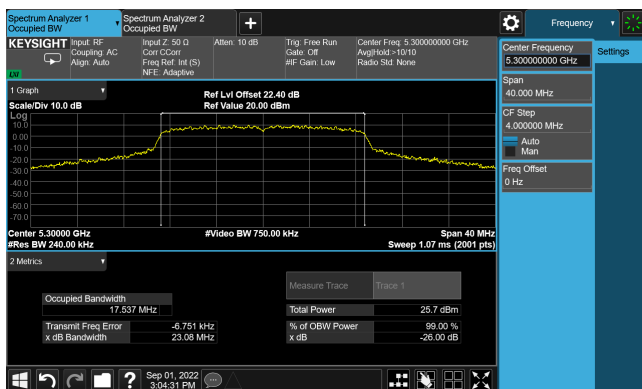 Spectrum Analyzer 1
Occupied BW
Spectrum Analyzer 2
Occupied BW
+
Frequency
KEYSIGHT
Input: RF
Coupling: AC
Align: Auto
Input Z: 50 Ω
Corr CCorr
Freq Ref: Int (S)
NFE: Adaptive
Atten: 10 dB
Trig: Free Run
Gate: Off
#IF Gain: Low
Center Freq: 5.300000000 GHz
Avg|Hold:>10/10
Radio Std: None
LXI
Center Frequency
5.300000000 GHz
Settings
Span
40.000 MHz
CF Step
4.000000 MHz
Auto
Man
Freq Offset
0 Hz
1 Graph
Scale/Div 10.0 dB
Ref Lvl Offset 22.40 dB
Ref Value 20.00 dBm
Log
10.0
0.00
-10.0
-20.0
-30.0
-40.0
-50.0
-60.0
-70.0
Center 5.30000 GHz
#Res BW 240.00 kHz
#Video BW 750.00 kHz
Span 40 MHz
Sweep 1.07 ms (2001 pts)
2 Metrics
Measure Trace
Trace 1
Occupied Bandwidth
17.537 MHz
Total Power
25.7 dBm
Transmit Freq Error
-6.751 kHz
% of OBW Power
99.00 %
x dB Bandwidth
23.08 MHz
x dB
-26.00 dB
?
Sep 01, 2022
3:04:31 PM